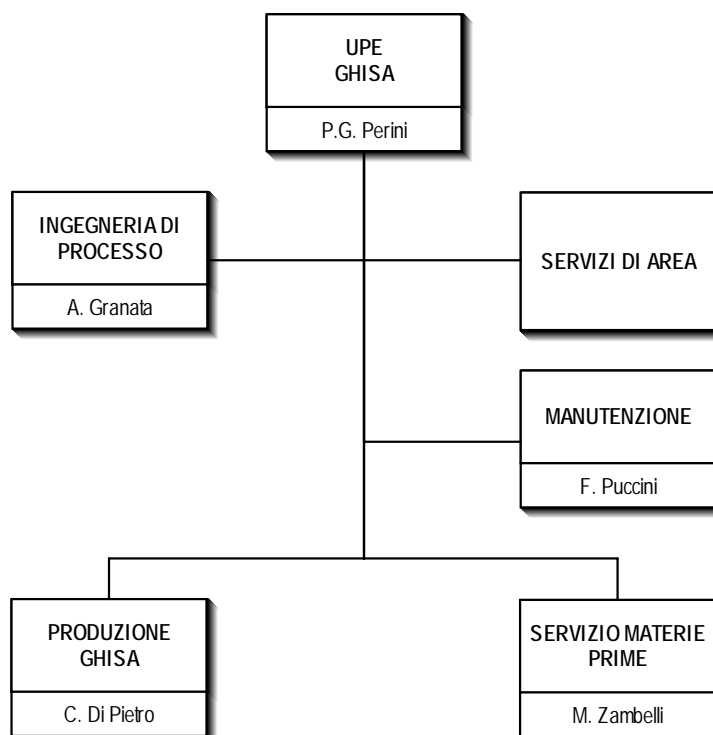 UPE
GHISA
P.G. Perini
INGEGNERIA DI
PROCESSO
A. Granata
SERVIZI DI AREA
MANUTENZIONE
F. Puccini
PRODUZIONE
GHISA
C. Di Pietro
SERVIZIO MATERIE
PRIME
M. Zambelli